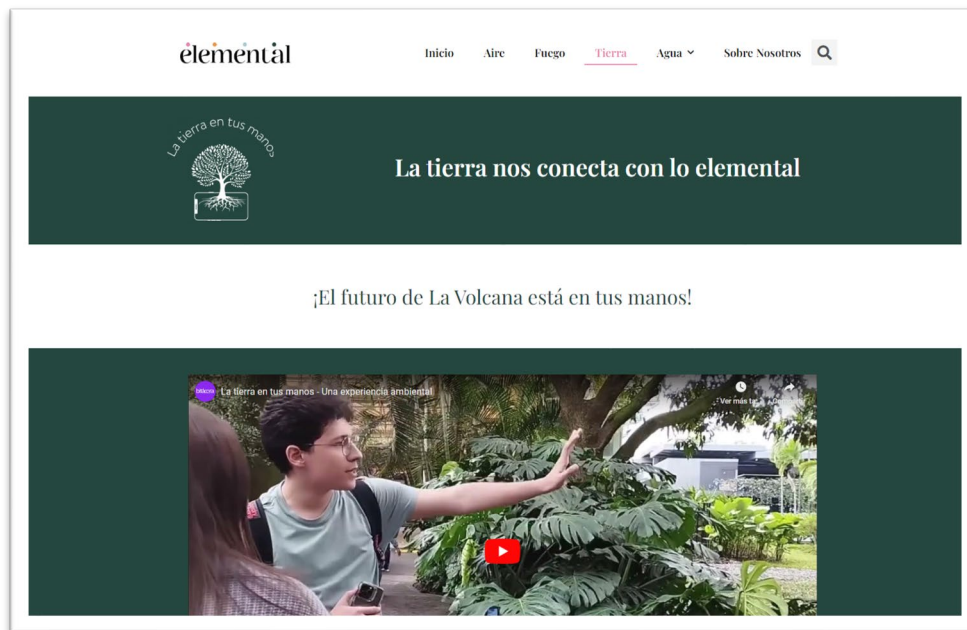 elemental
Inicio Aire Fuego Tierra Agua Sobre Nosotros
La tierra en tus manos
La tierra nos conecta con lo elemental
¡El futuro de La Volcana está en tus manos!
bitácora La tierra en tus manos - Una experiencia ambiental
Ver más ta...